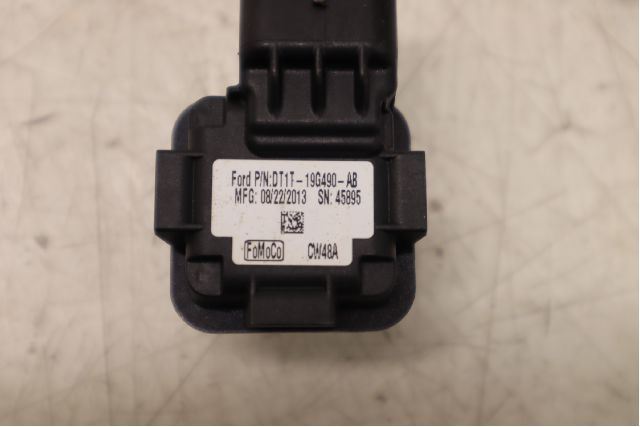 Ford P/N:DT1T-19G490-AB
MFG: 08/22/2013 SN: 45895
FoMoCo CW48A